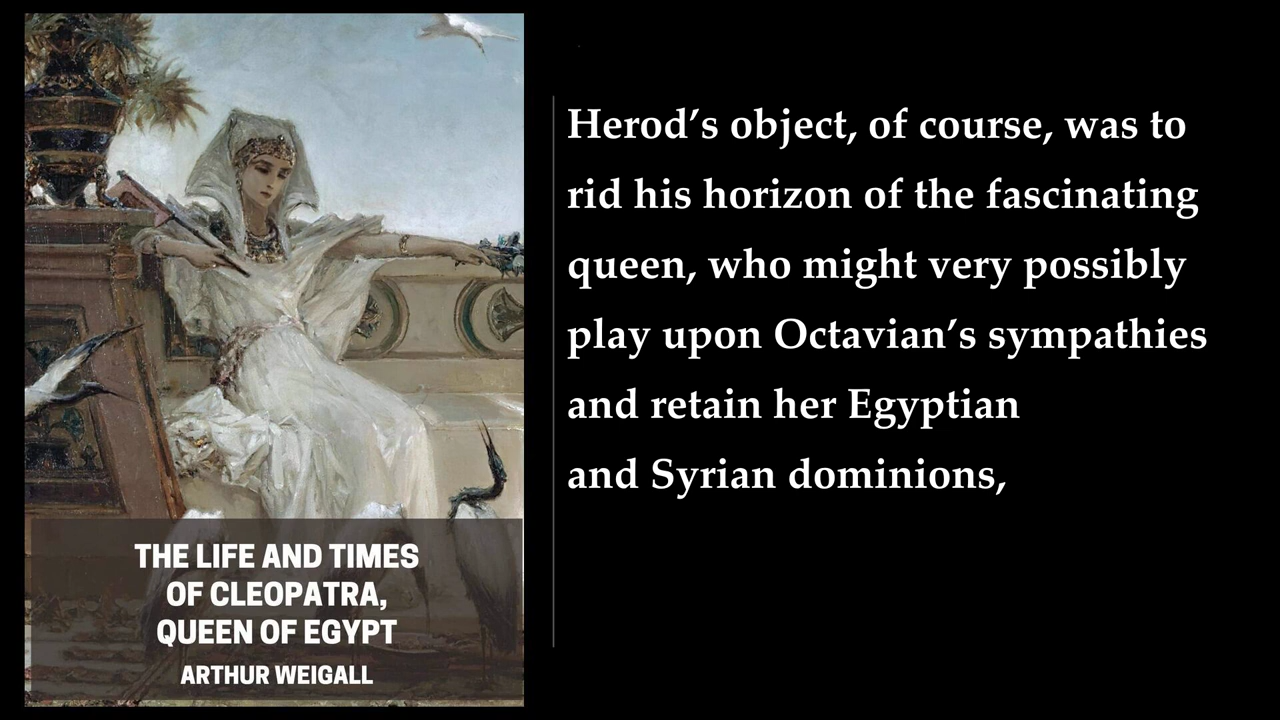 Herod’s object, of course, was to
rid his horizon of the fascinating
queen, who might very possibly
play upon Octavian’s sympathies
and retain her Egyptian
and Syrian dominions,
THE LIFE AND TIMES
OF CLEOPATRA,
QUEEN OF EGYPT
ARTHUR WEIGALL